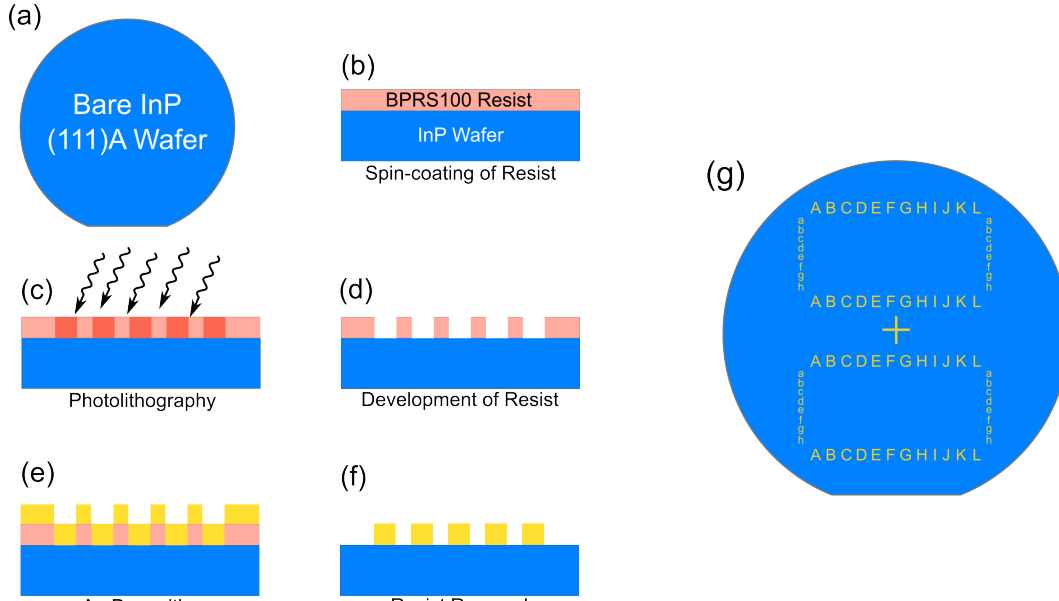 (a)
Bare InP
(111)A Wafer
(b)
BPRS100 Resist
InP Wafer
Spin-coating of Resist
(c)
Photolithography
(d)
Development of Resist
(e)
(f)
(g)
A B C D E F G H I J K L
a
b
c
d
e
f
g
h
a
b
c
d
e
f
g
h
A B C D E F G H I J K L
A B C D E F G H I J K L
a
b
c
d
e
f
g
h
a
b
c
d
e
f
g
h
A B C D E F G H I J K L